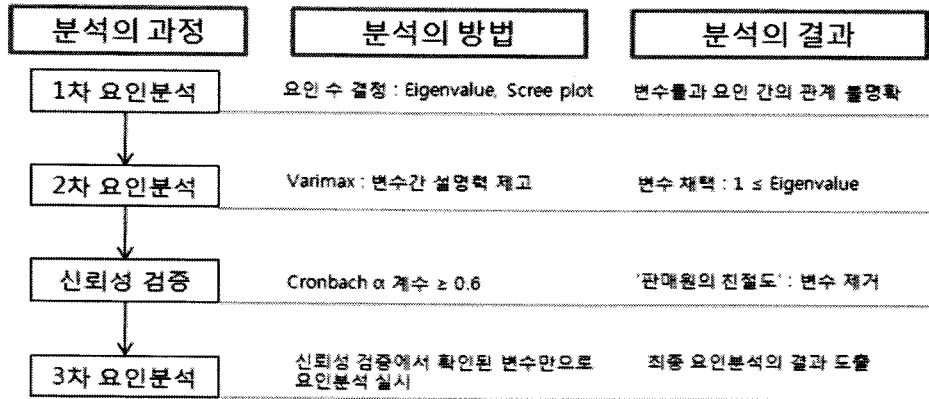 분석의 과정
분석의 방법
분석의 결과
1차 요인분석
요인 수 결정 : Eigenvalue, Scree plot
변수들과 요인 간의 관계 불명확
2차 요인분석
Varimax : 변수간 설명력 제고
변수 채택 : 1 ≤ Eigenvalue
신뢰성 검증
Cronbach α 계수 ≥ 0.6
'판매원의 친절도' : 변수 제거
3차 요인분석
신뢰성 검증에서 확인된 변수만으로
요인분석 실시
최종 요인분석의 결과 도출